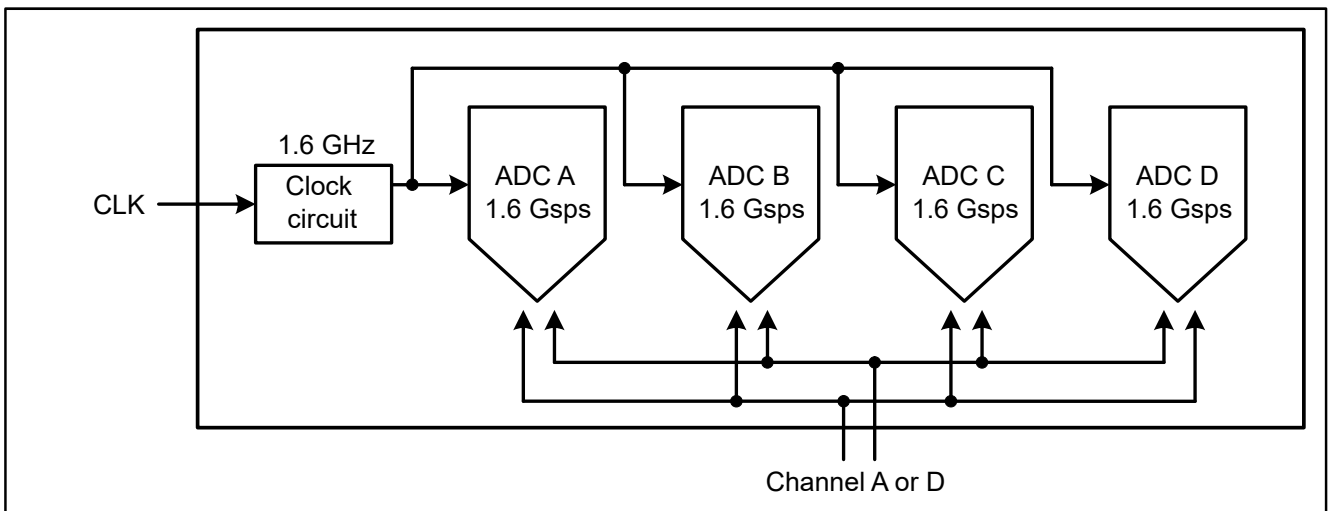 1.6 GHz
CLK
Clock
circuit
ADC A
1.6 Gsps
ADC B
1.6 Gsps
ADC C
1.6 Gsps
ADC D
1.6 Gsps
Channel A or D